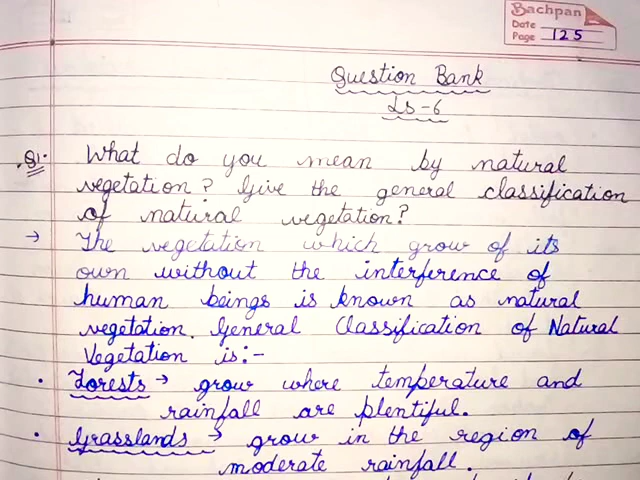 Bachpan
Date
Page 125
Question Bank
LS-6
Q1. What do you mean by natural
vegetation? Give the general classification
of natural vegetation?
→ The vegetation which grow of its
own without the interference of
human beings is known as natural
vegetation. General Classification of Natural
Vegetation is:-
• Forests → grow where temperature and
rainfall are plentiful.
• Grasslands → grow in the region of
moderate rainfall.